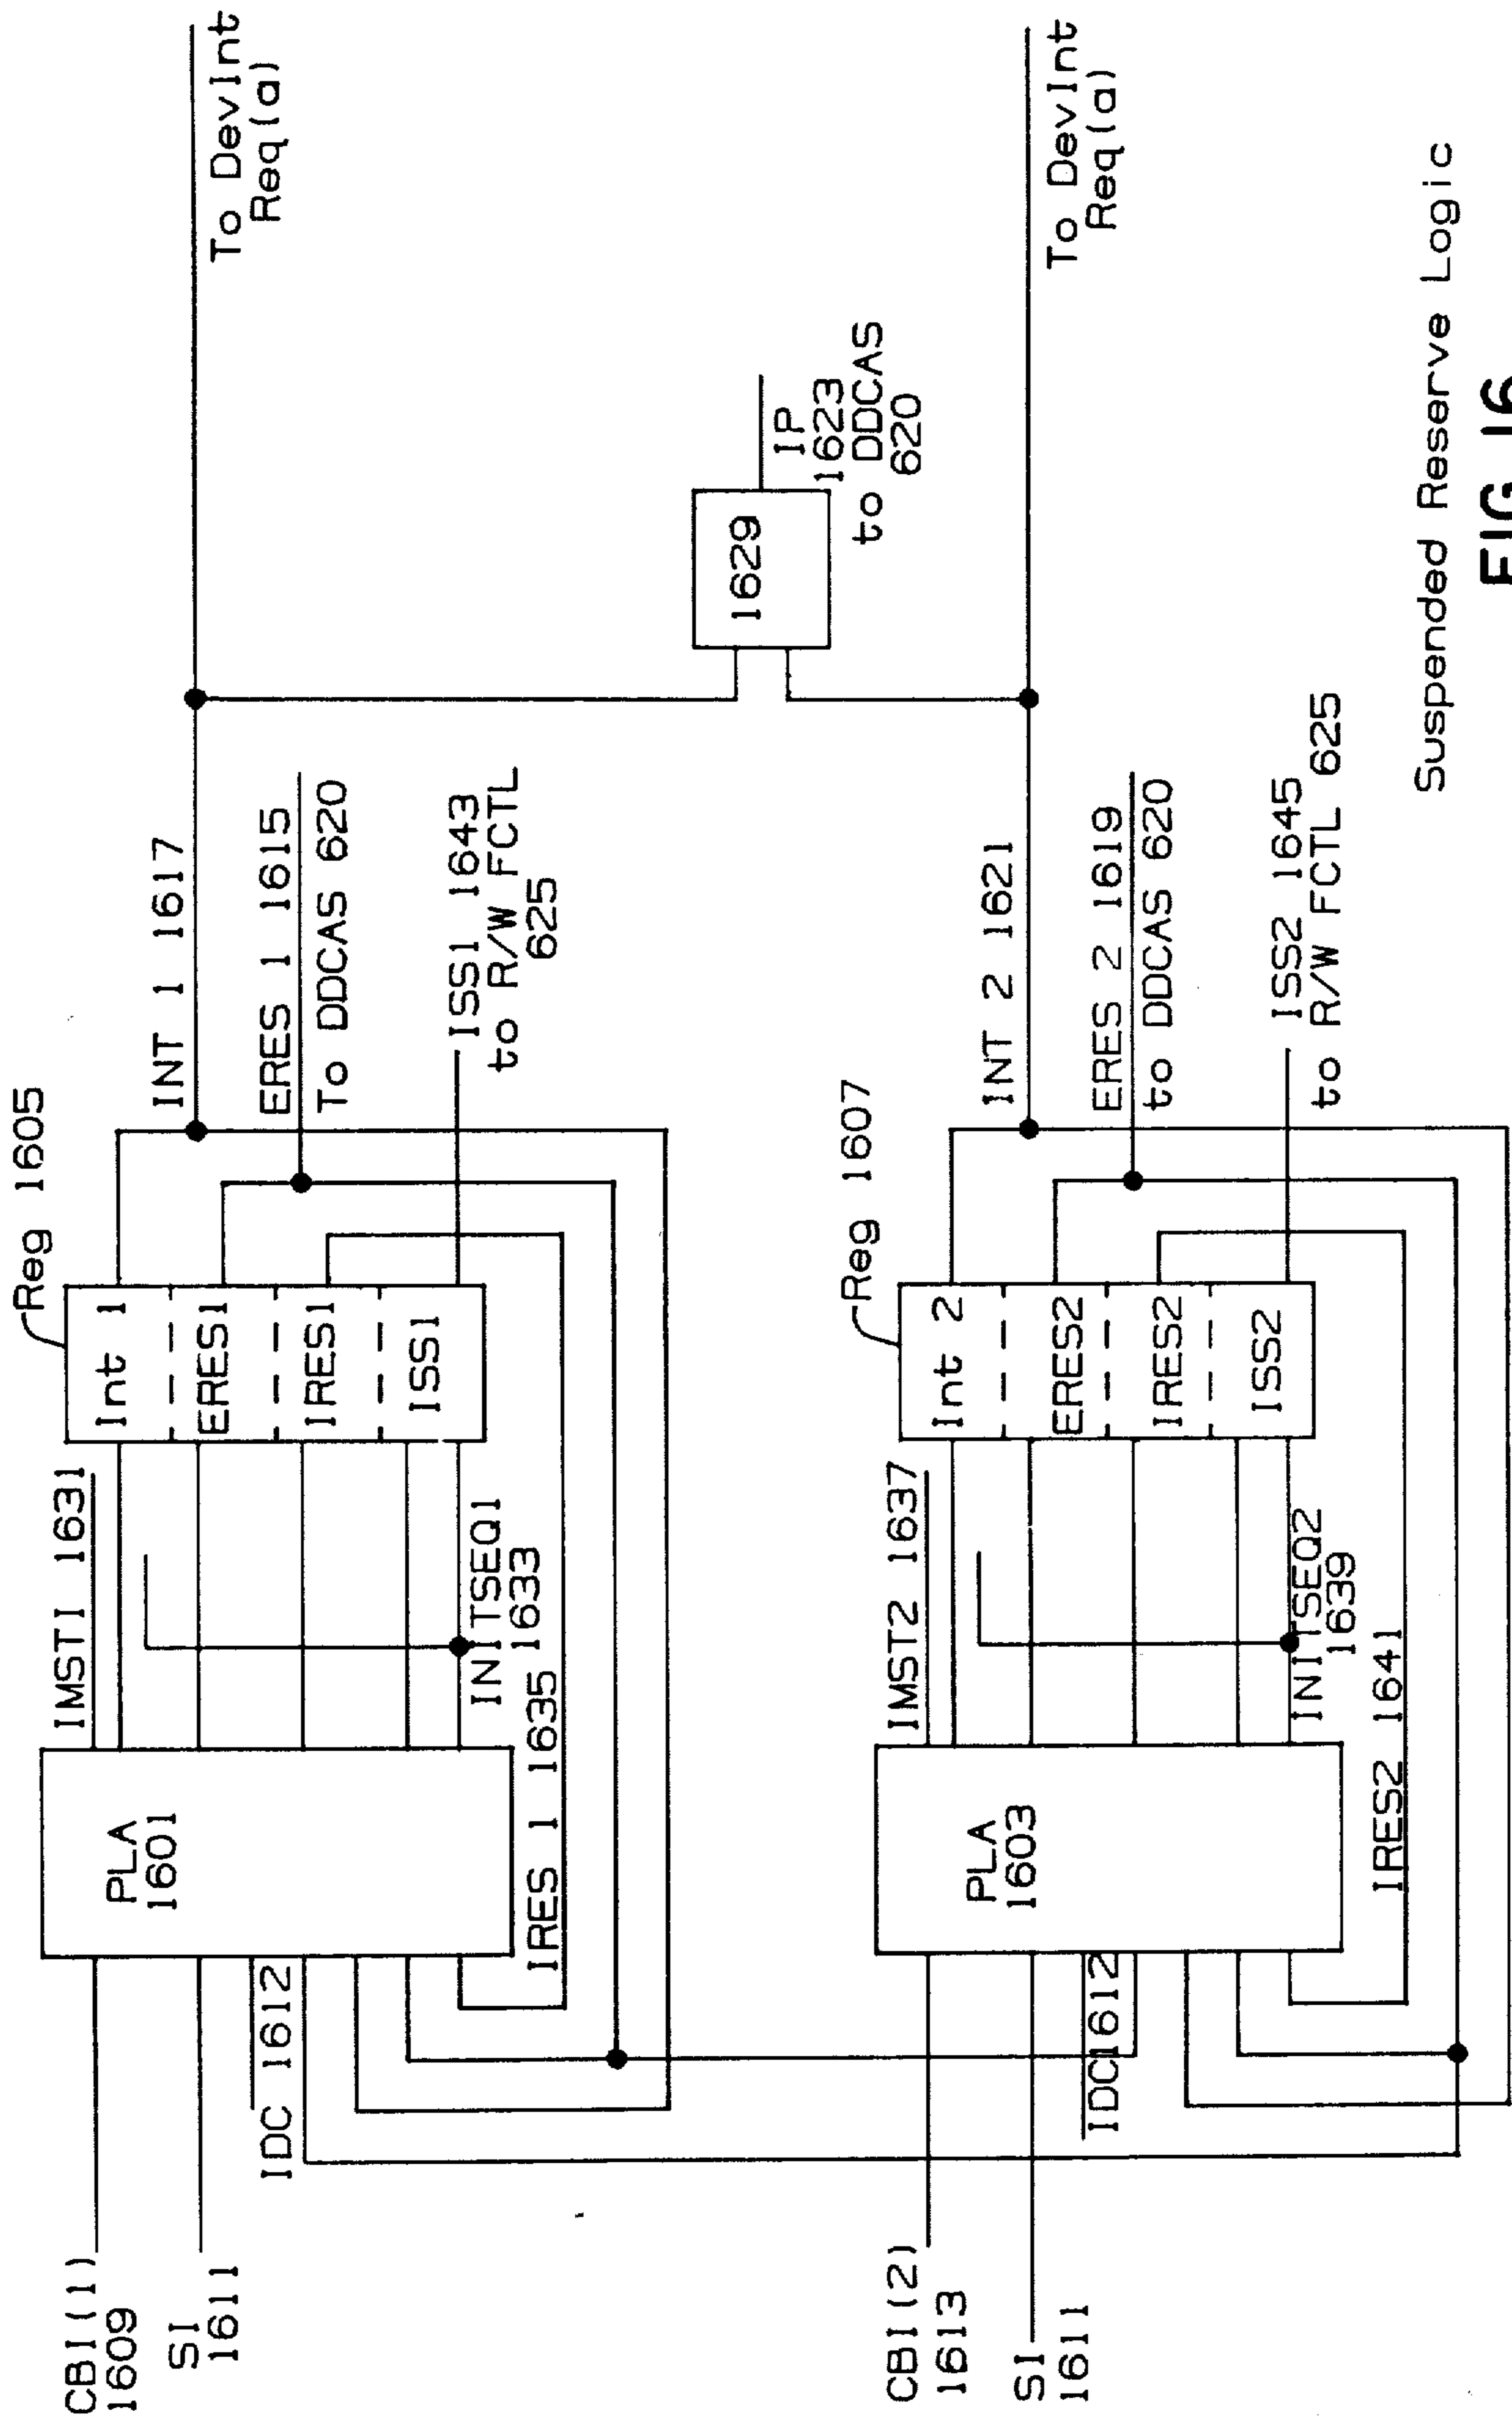 CBI(1)
1609
SI
1611
IDC 1612
PLA
1601
IMST1 1631
INITSEQ1
1633
IRES 1 1635
Reg 1605
Int 1
ERES1
IRES1
ISS1
INT 1 1617
ERES 1 1615
To DDCAS 620
ISS1 1643
to R/W FCTL
625
To DevInt
Req(a)
1629
IP
1623
to DDCAS
620
CBI(2)
1613
SI
1611
IDC1612
PLA
1603
IMST2 1637
INITSEQ2
1639
IRES2 1641
Reg 1607
Int 2
ERES2
IRES2
ISS2
INT 2 1621
ERES 2 1619
to DDCAS 620
ISS2 1645
to R/W FCTL 625
To DevInt
Req(a)
Suspended Reserve Logic
FIG 16